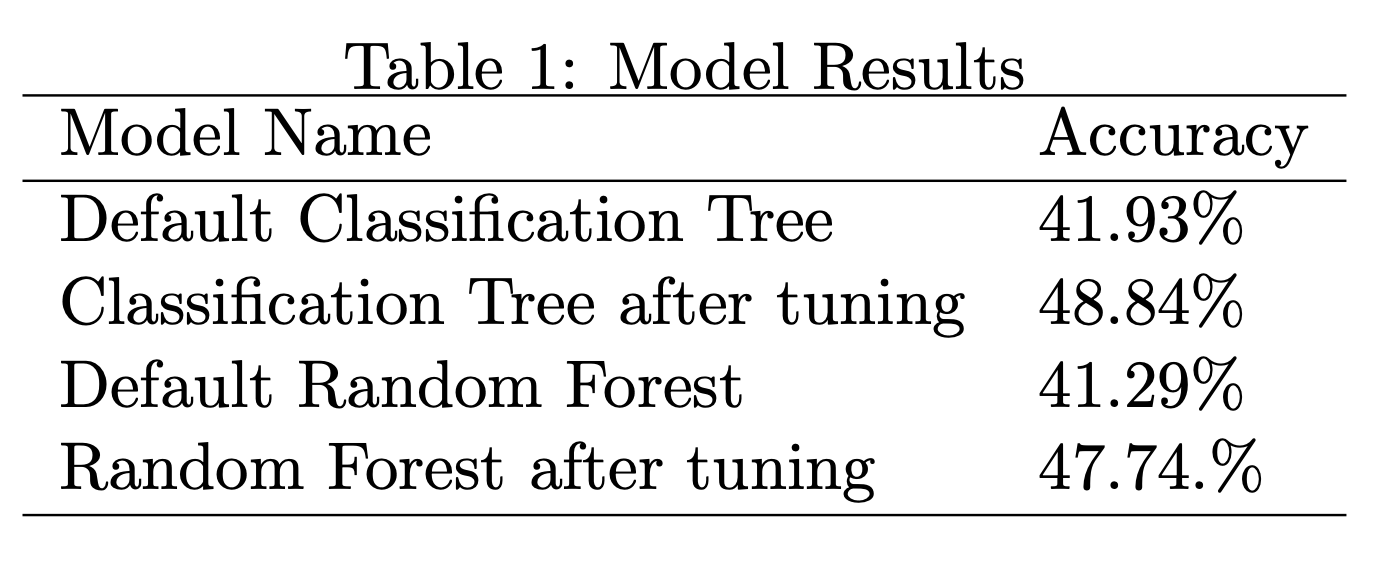 Table 1: Model Results
Model Name Accuracy
Default Classification Tree 41.93%
Classification Tree after tuning 48.84%
Default Random Forest 41.29%
Random Forest after tuning 47.74.%